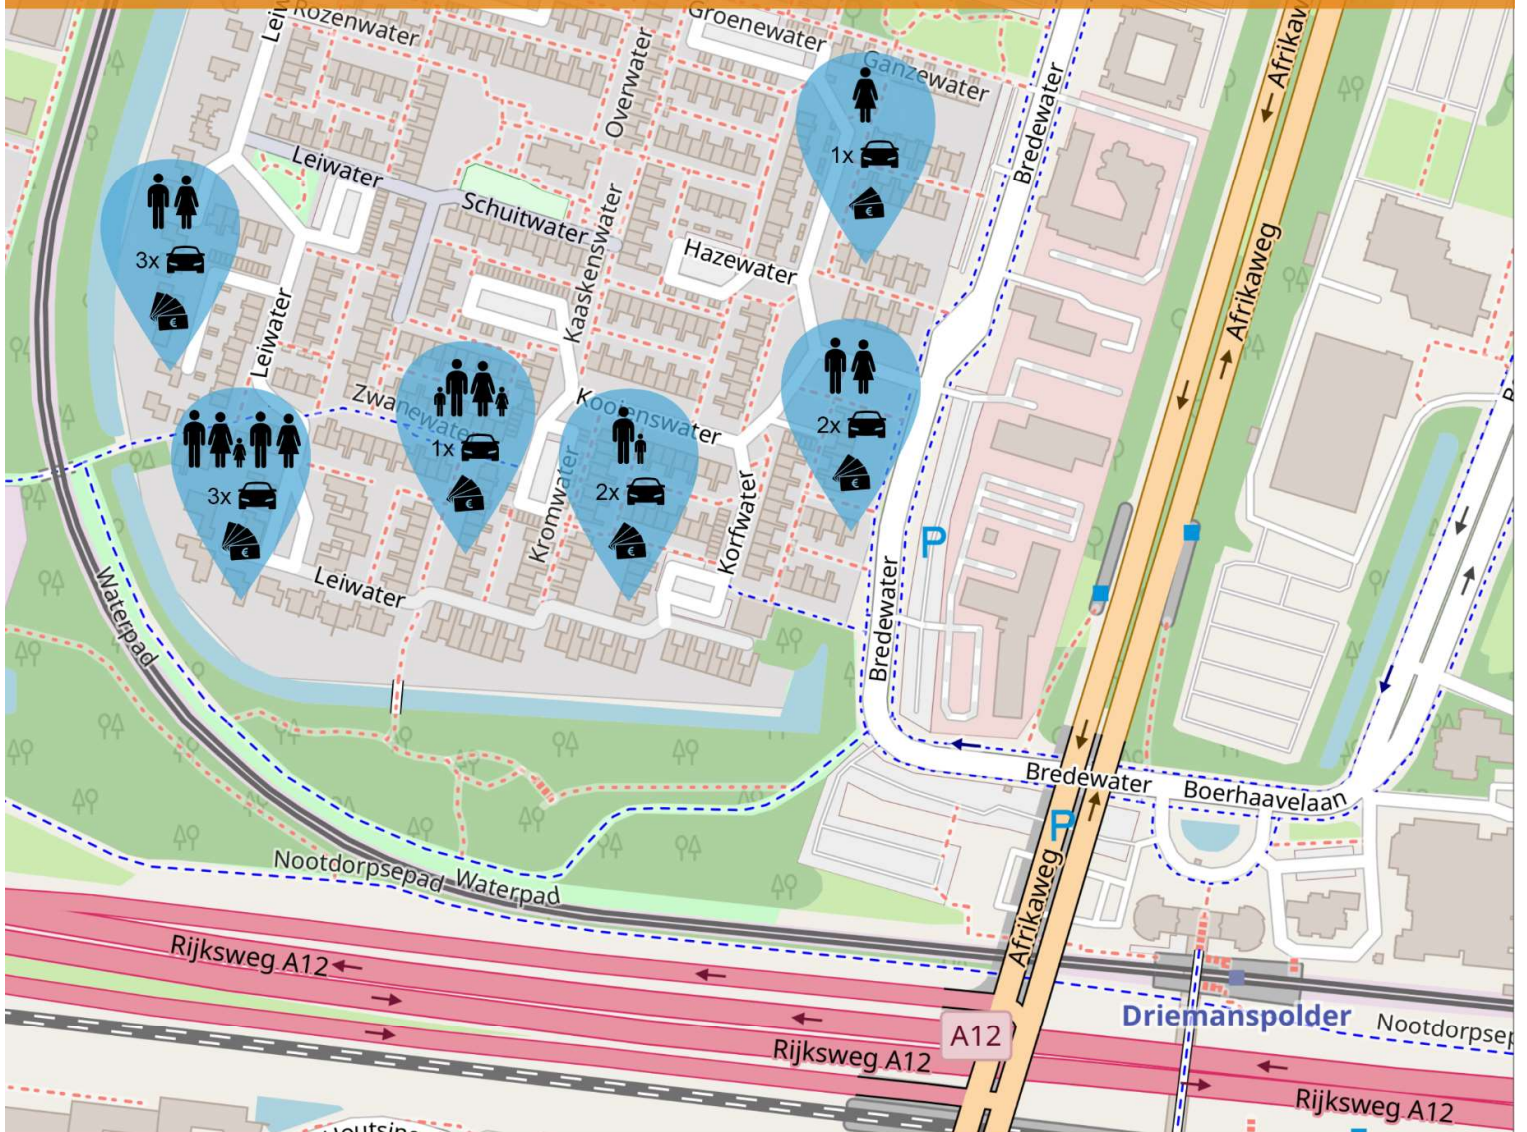 Rozenwater
Groenewater
Ganzewater
Overwater
Bredewater
Afrikaweg
1x
€
Leiwater
Schuitwater
Kaaskenswater
Hazewater
3x
€
Leiwater
Zwanewater
Kooienswater
2x
€
1x
€
2x
€
3x
€
Kromwater
Korfwater
Leiwater
P
Bredewater
Waterpad
Bredewater
Boerhaavelaan
P
Afrikaweg
Nootdorpsepad
Waterpad
Rijksweg A12
A12
Driemanspolder
Rijksweg A12
Rijksweg A12